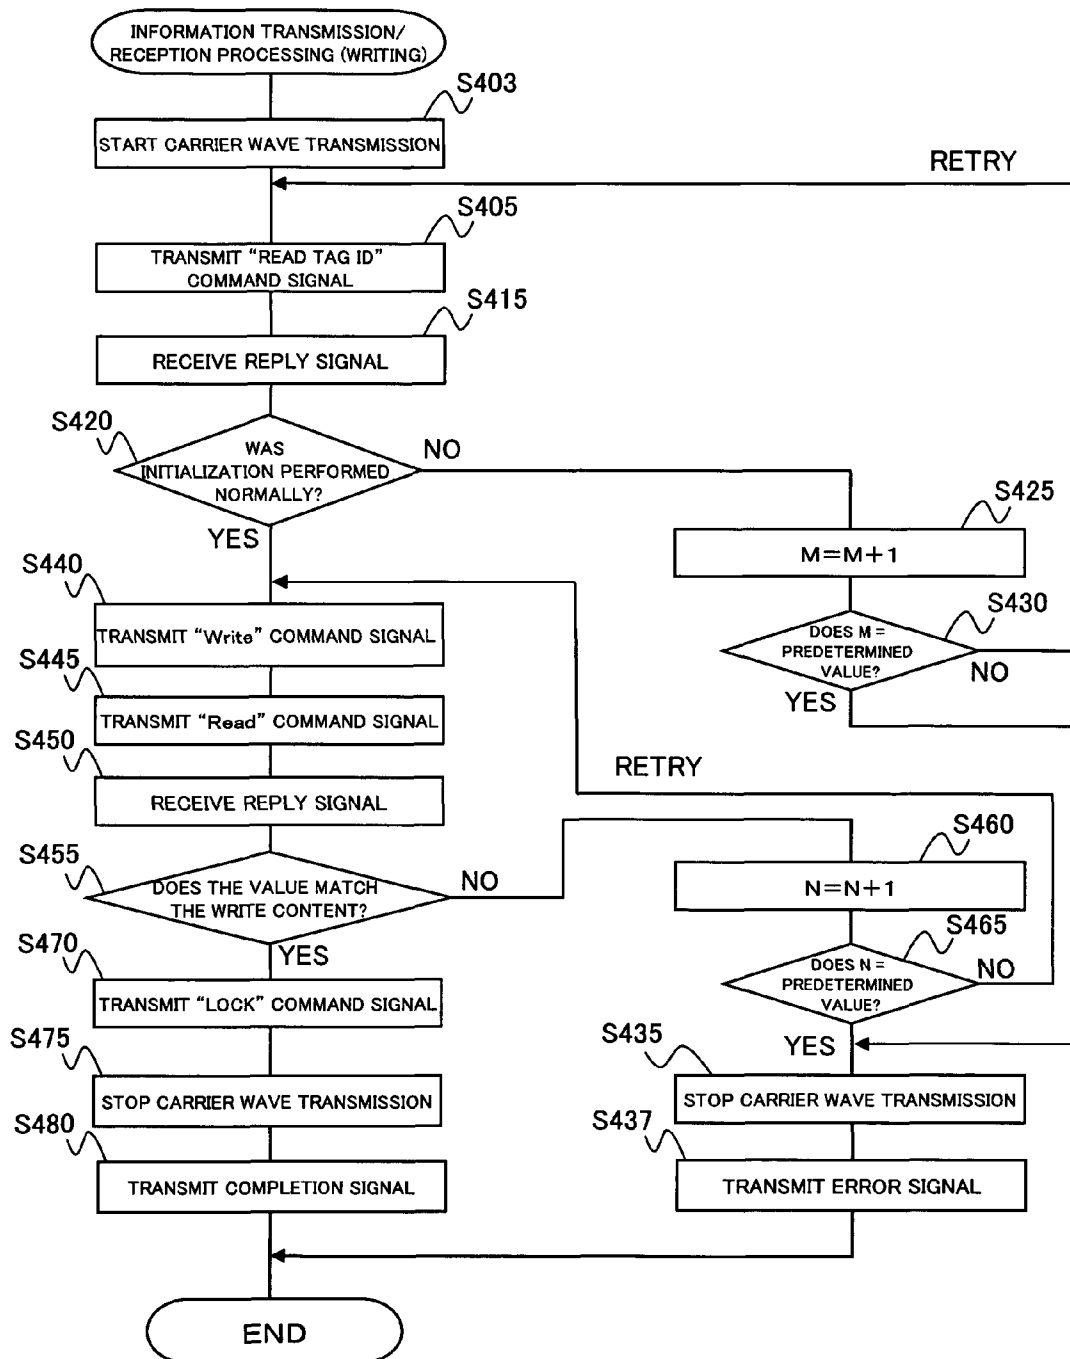 INFORMATION TRANSMISSION/
RECEPTION PROCESSING (WRITING)
S403
START CARRIER WAVE TRANSMISSION
RETRY
S405
TRANSMIT “READ TAG ID”
COMMAND SIGNAL
S415
RECEIVE REPLY SIGNAL
S420
WAS
INITIALIZATION PERFORMED
NORMALLY?
NO
YES
S425
M=M+1
S430
DOES M =
PREDETERMINED
VALUE?
NO
YES
S440
TRANSMIT “Write” COMMAND SIGNAL
S445
TRANSMIT “Read” COMMAND SIGNAL
S450
RECEIVE REPLY SIGNAL
RETRY
S455
DOES THE VALUE MATCH
THE WRITE CONTENT?
NO
YES
S460
N=N+1
S465
DOES N =
PREDETERMINED
VALUE?
NO
YES
S470
TRANSMIT “LOCK” COMMAND SIGNAL
S475
STOP CARRIER WAVE TRANSMISSION
S480
TRANSMIT COMPLETION SIGNAL
S435
STOP CARRIER WAVE TRANSMISSION
S437
TRANSMIT ERROR SIGNAL
END